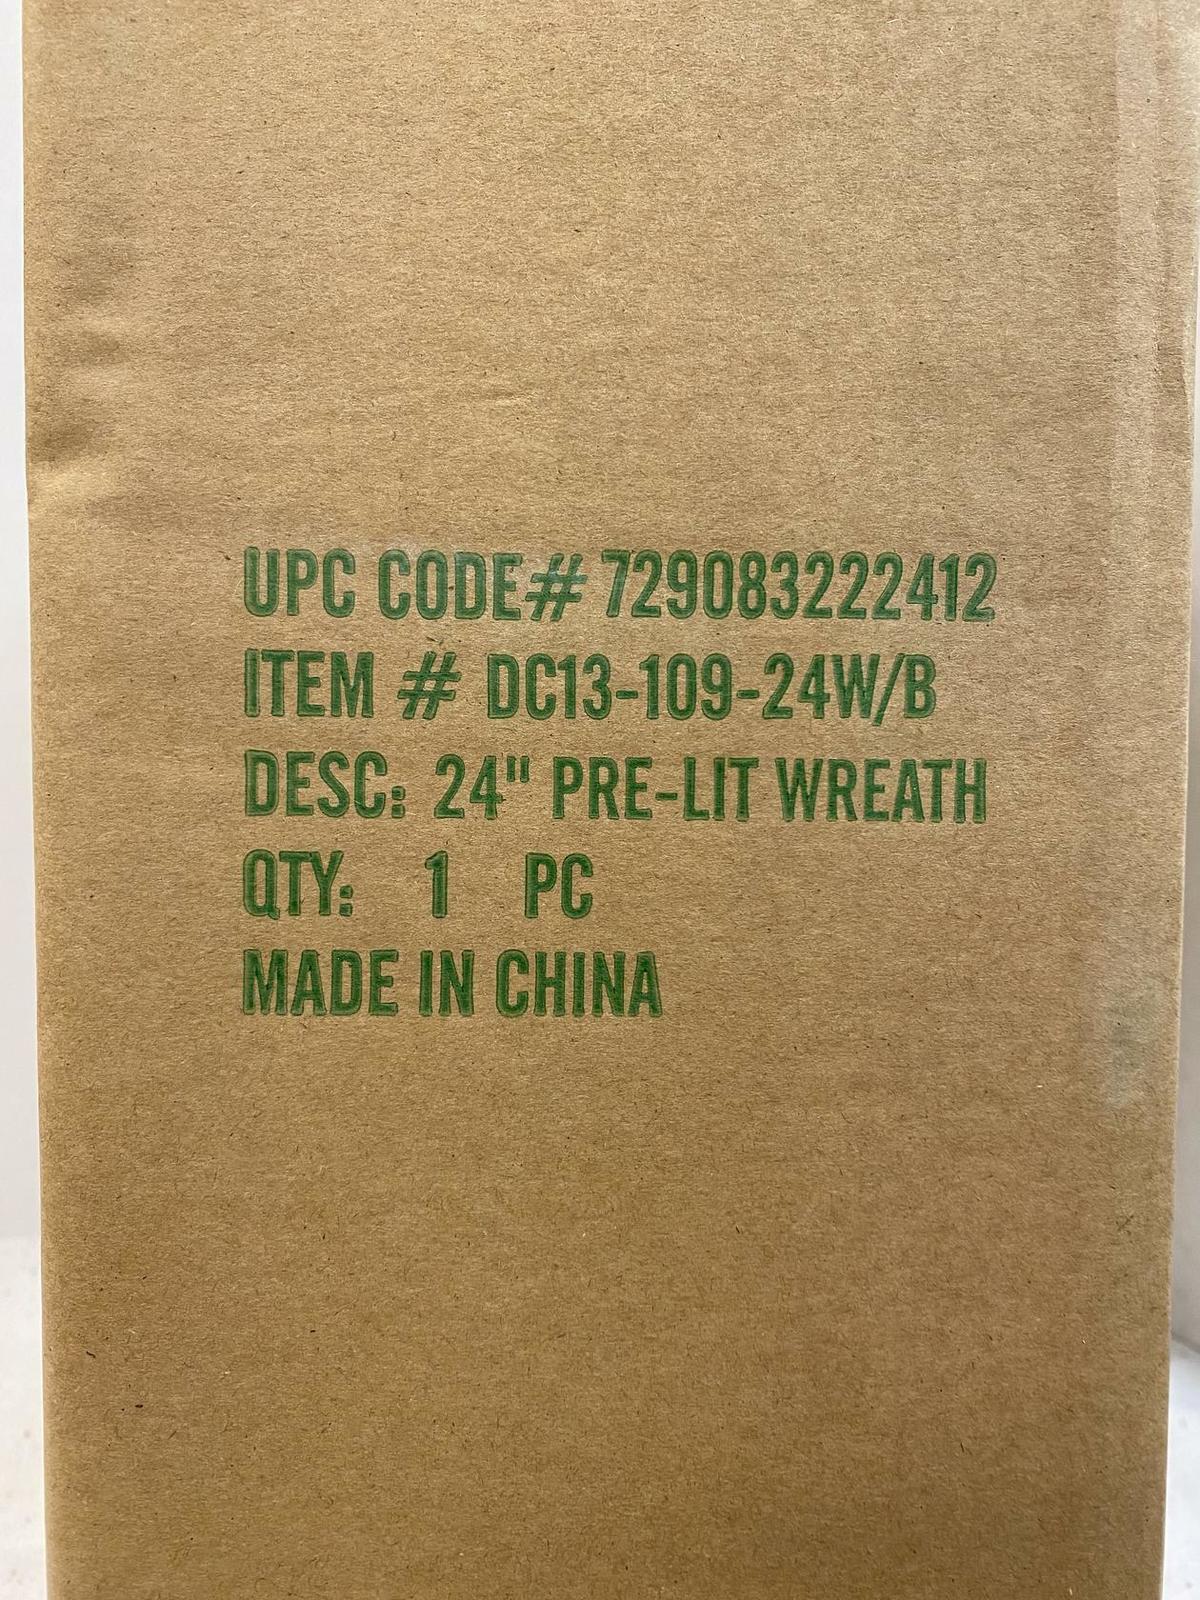 UPC CODE# 729083222412
ITEM # DC13-109-24W/B
DESC: 24" PRE-LIT WREATH
QTY: 1 PC
MADE IN CHINA